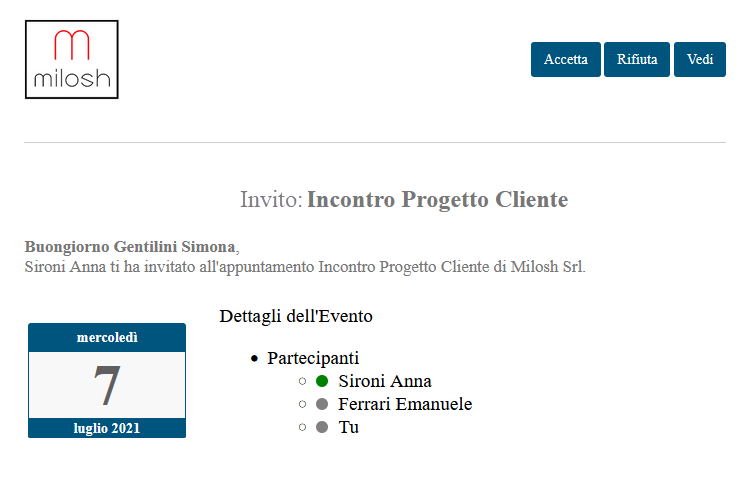 milosh
Accetta Rifiuta Vedi
Invito: Incontro Progetto Cliente
Buongiorno Gentilini Simona,
Sironi Anna ti ha invitato all'appuntamento Incontro Progetto Cliente di Milosh Srl.
Dettagli dell'Evento
mercoledì
7
luglio 2021
Partecipanti
Sironi Anna
Ferrari Emanuele
Tu